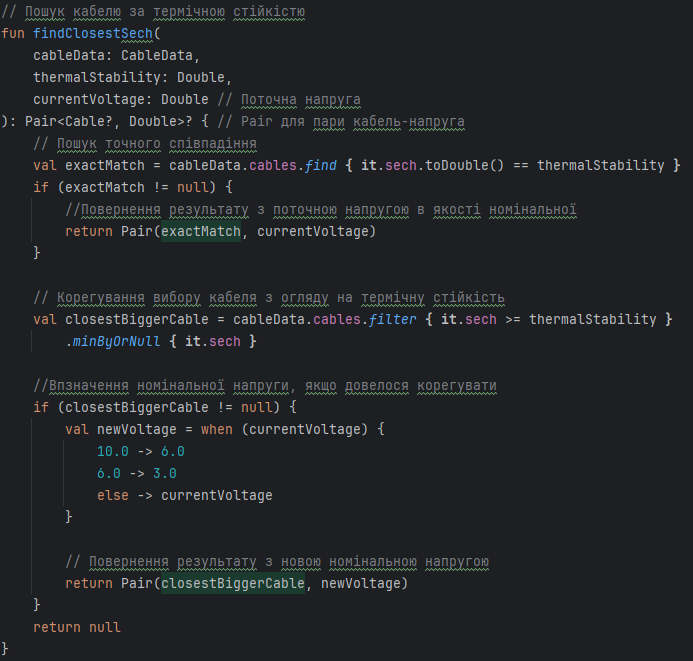 // Пошук кабелю за термічною стійкістю
fun findClosestSech(
    cableData: CableData,
    thermalStability: Double,
    currentVoltage: Double // Поточна напруга
): Pair<Cable?, Double>? { // Pair для пари кабель-напруга
    // Пошук точного співпадіння
    val exactMatch = cableData.cables.find { it.sech.toDouble() == thermalStability }
    if (exactMatch != null) {
        //Повернення результату з поточною напругою в якості номінальної
        return Pair(exactMatch, currentVoltage)
    }

    // Корегування вибору кабеля з огляду на термічну стійкість
    val closestBiggerCable = cableData.cables.filter { it.sech >= thermalStability }
        .minByOrNull { it.sech }

    //Впзначення номінальної напруги, якщо довелося корегувати
    if (closestBiggerCable != null) {
        val newVoltage = when (currentVoltage) {
            10.0 -> 6.0
            6.0 -> 3.0
            else -> currentVoltage
        }

        // Повернення результату з новою номінальною напругою
        return Pair(closestBiggerCable, newVoltage)
    }
    return null
}